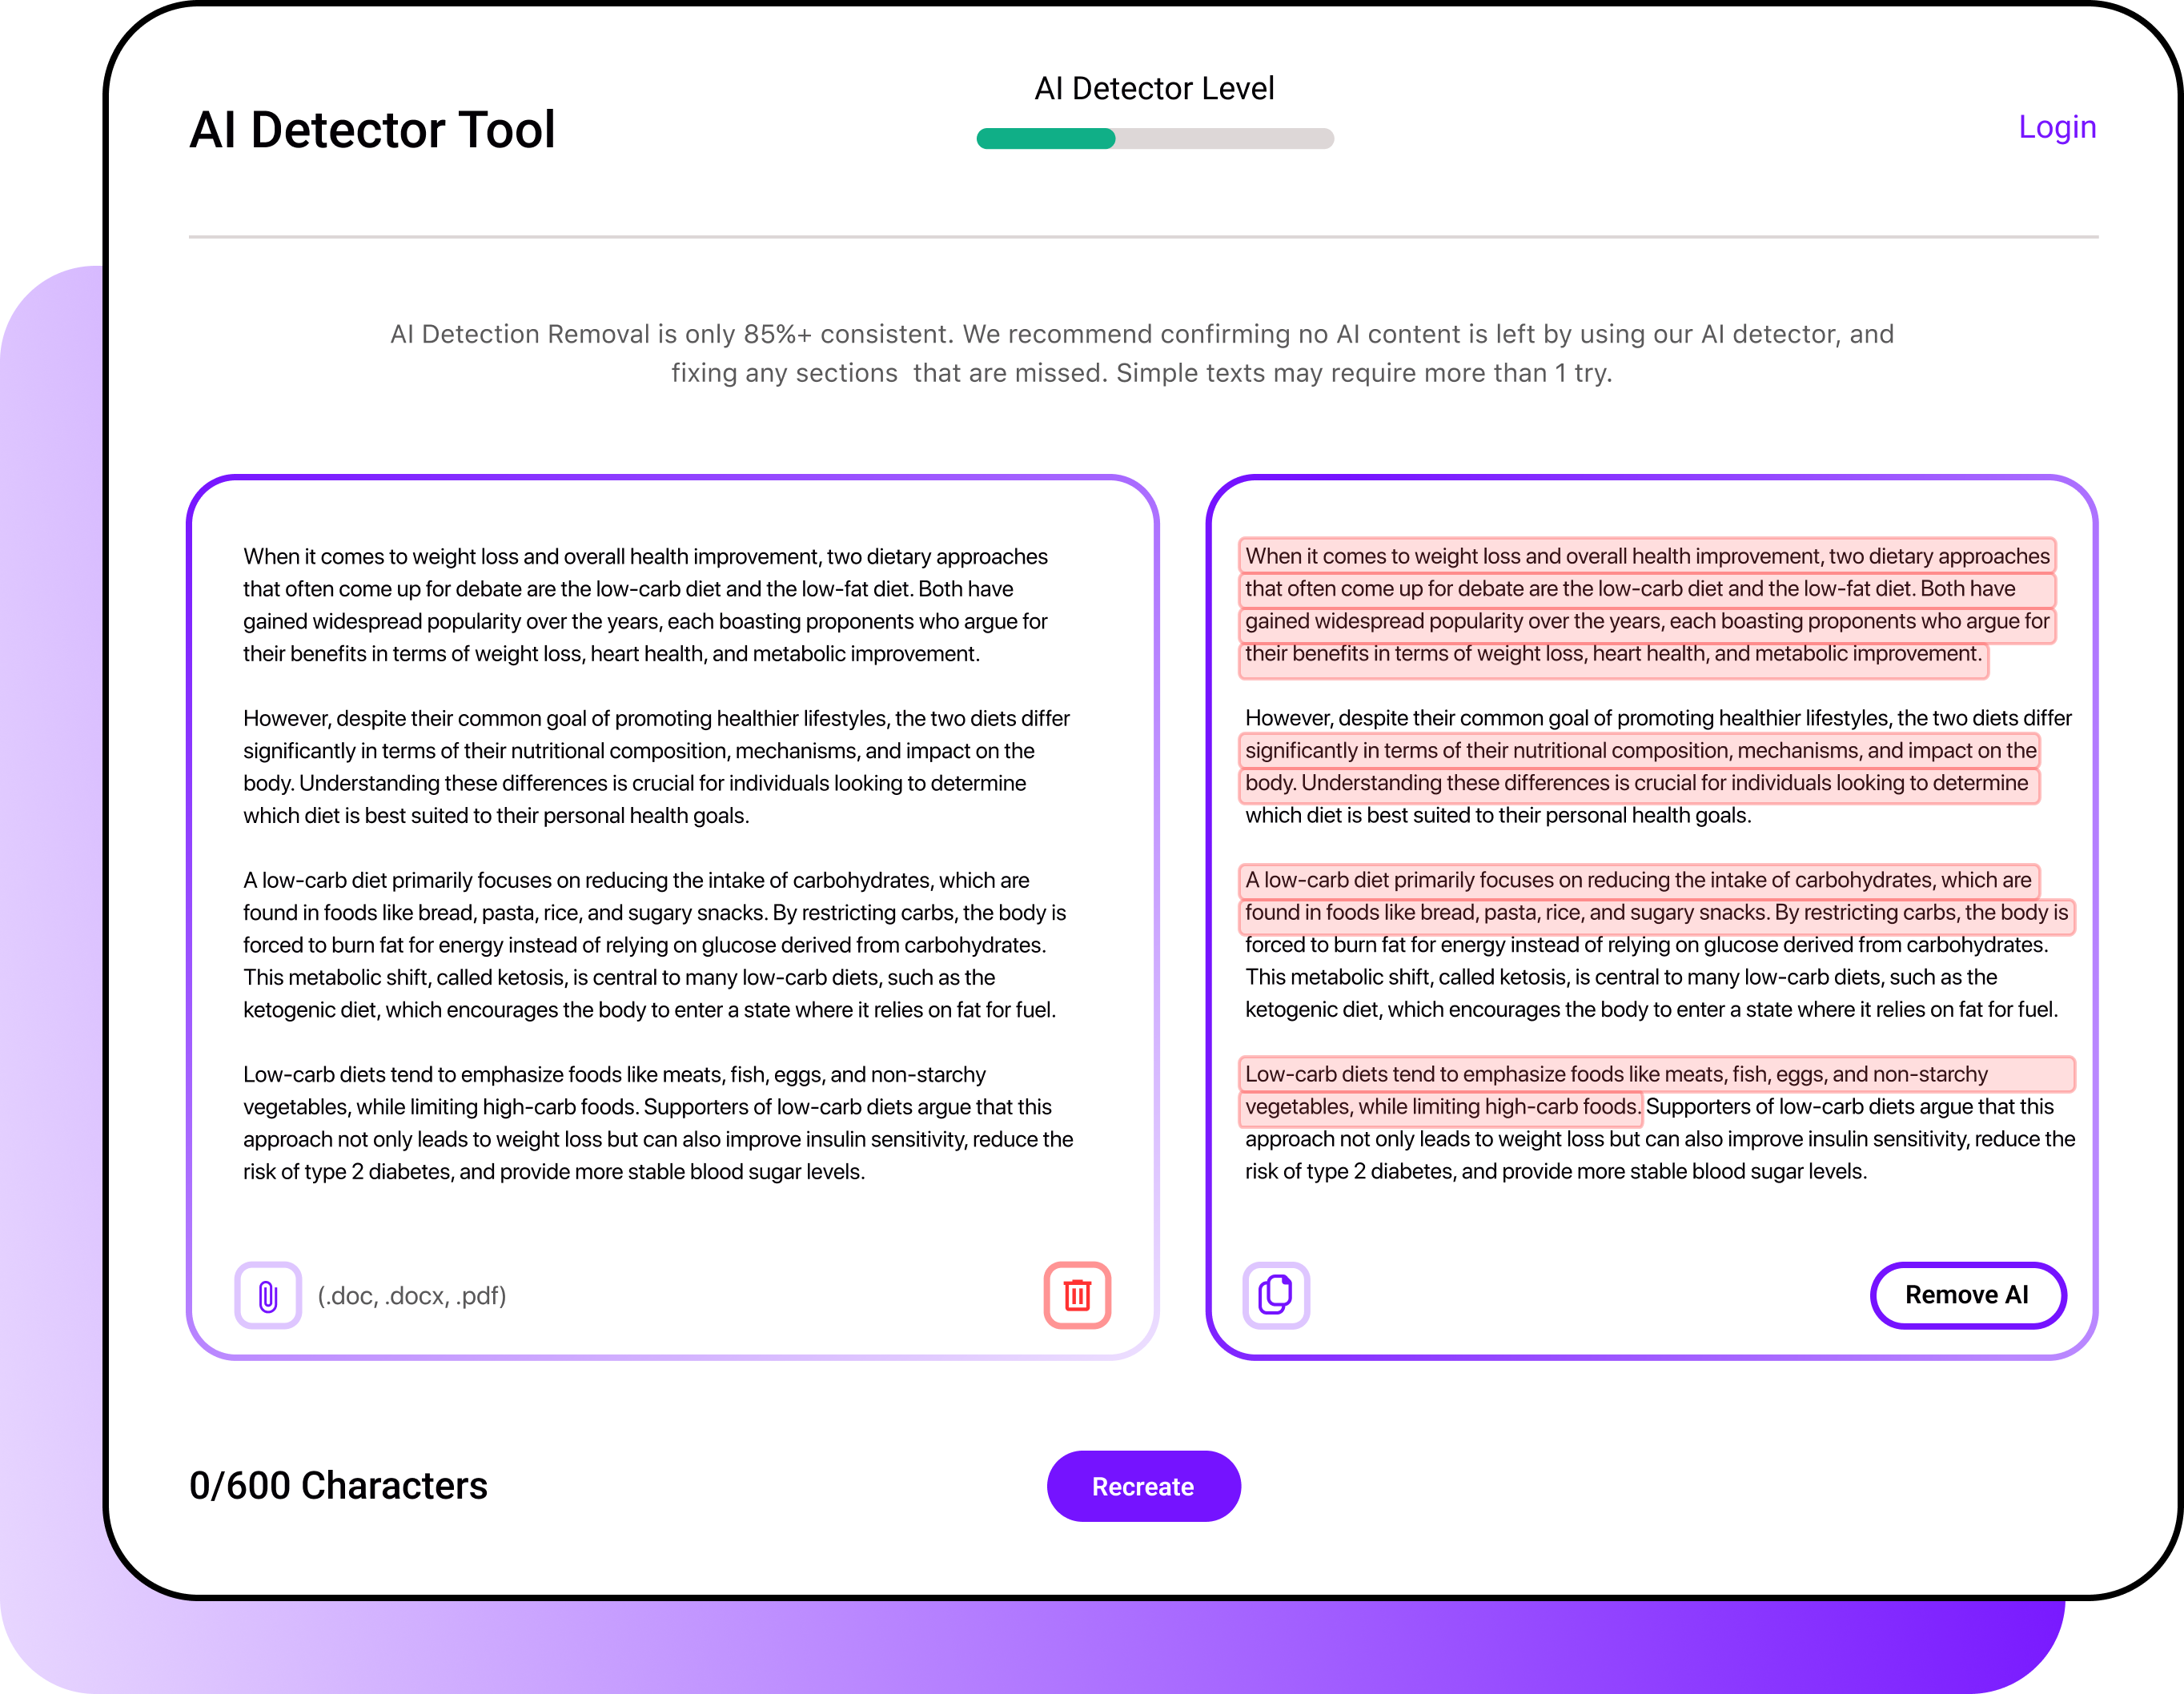 AI Detector Tool
AI Detector Level
Login
AI Detection Removal is only 85%+ consistent. We recommend confirming no AI content is left by using our AI detector, and
fixing any sections  that are missed. Simple texts may require more than 1 try.
When it comes to weight loss and overall health improvement, two dietary approaches
that often come up for debate are the low-carb diet and the low-fat diet. Both have
gained widespread popularity over the years, each boasting proponents who argue for
their benefits in terms of weight loss, heart health, and metabolic improvement.
However, despite their common goal of promoting healthier lifestyles, the two diets differ
significantly in terms of their nutritional composition, mechanisms, and impact on the
body. Understanding these differences is crucial for individuals looking to determine
which diet is best suited to their personal health goals.
A low-carb diet primarily focuses on reducing the intake of carbohydrates, which are
found in foods like bread, pasta, rice, and sugary snacks. By restricting carbs, the body is
forced to burn fat for energy instead of relying on glucose derived from carbohydrates.
This metabolic shift, called ketosis, is central to many low-carb diets, such as the
ketogenic diet, which encourages the body to enter a state where it relies on fat for fuel.
Low-carb diets tend to emphasize foods like meats, fish, eggs, and non-starchy
vegetables, while limiting high-carb foods. Supporters of low-carb diets argue that this
approach not only leads to weight loss but can also improve insulin sensitivity, reduce the
risk of type 2 diabetes, and provide more stable blood sugar levels.
(.doc, .docx, .pdf)
When it comes to weight loss and overall health improvement, two dietary approaches
that often come up for debate are the low-carb diet and the low-fat diet. Both have
gained widespread popularity over the years, each boasting proponents who argue for
their benefits in terms of weight loss, heart health, and metabolic improvement.
However, despite their common goal of promoting healthier lifestyles, the two diets differ
significantly in terms of their nutritional composition, mechanisms, and impact on the
body. Understanding these differences is crucial for individuals looking to determine
which diet is best suited to their personal health goals.
A low-carb diet primarily focuses on reducing the intake of carbohydrates, which are
found in foods like bread, pasta, rice, and sugary snacks. By restricting carbs, the body is
forced to burn fat for energy instead of relying on glucose derived from carbohydrates.
This metabolic shift, called ketosis, is central to many low-carb diets, such as the
ketogenic diet, which encourages the body to enter a state where it relies on fat for fuel.
Low-carb diets tend to emphasize foods like meats, fish, eggs, and non-starchy
vegetables, while limiting high-carb foods. Supporters of low-carb diets argue that this
approach not only leads to weight loss but can also improve insulin sensitivity, reduce the
risk of type 2 diabetes, and provide more stable blood sugar levels.
Remove AI
0/600 Characters
Recreate